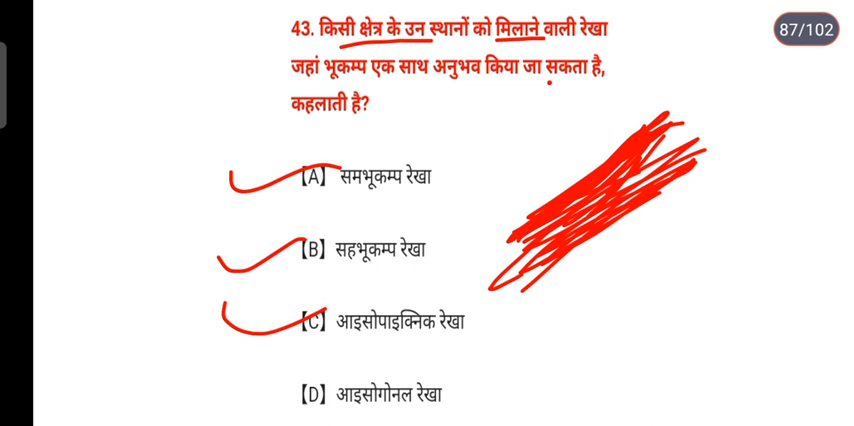 87/102
43. किसी क्षेत्र के उन स्थानों को मिलाने वाली रेखा
जहां भूकम्प एक साथ अनुभव किया जा सकता है,
कहलाती है?
【A】 समभूकम्प रेखा
【B】 सहभूकम्प रेखा
【C】 आइसोपाइक्निक रेखा
【D】 आइसोगोनल रेखा